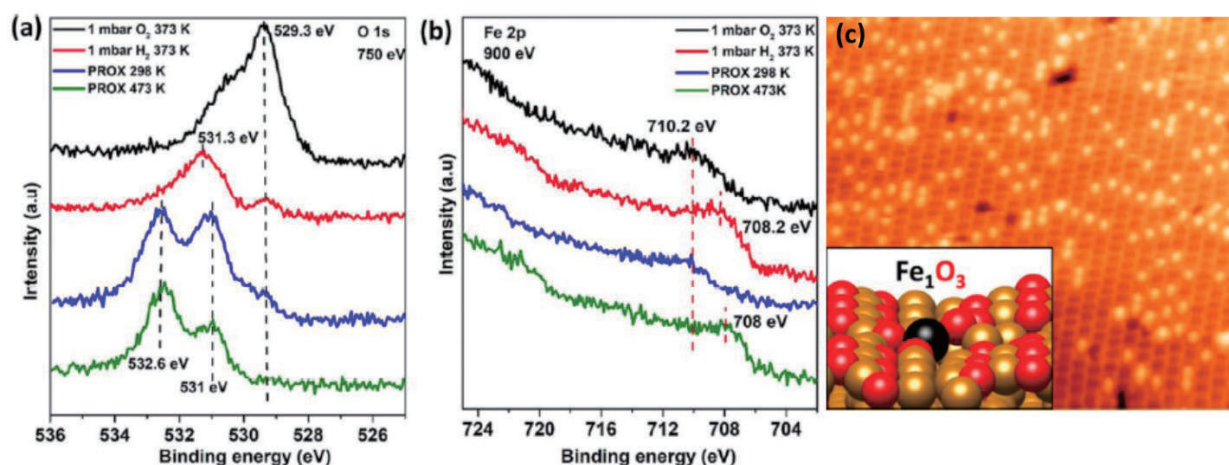 (a)
1 mbar O₂ 373 K
1 mbar H₂ 373 K
PROX 298 K
PROX 473 K
529.3 eV
O 1s
750 eV
531.3 eV
532.6 eV
531 eV
Intensity (a.u)
536 534 532 530 528 526
Binding energy (eV)
(b)
Fe 2p
900 eV
1 mbar O₂ 373 K
1 mbar H₂ 373 K
PROX 298 K
PROX 473K
710.2 eV
708.2 eV
708 eV
Intensity (a.u)
724 720 716 712 708 704
Binding energy (eV)
(c)
Fe₁O₃